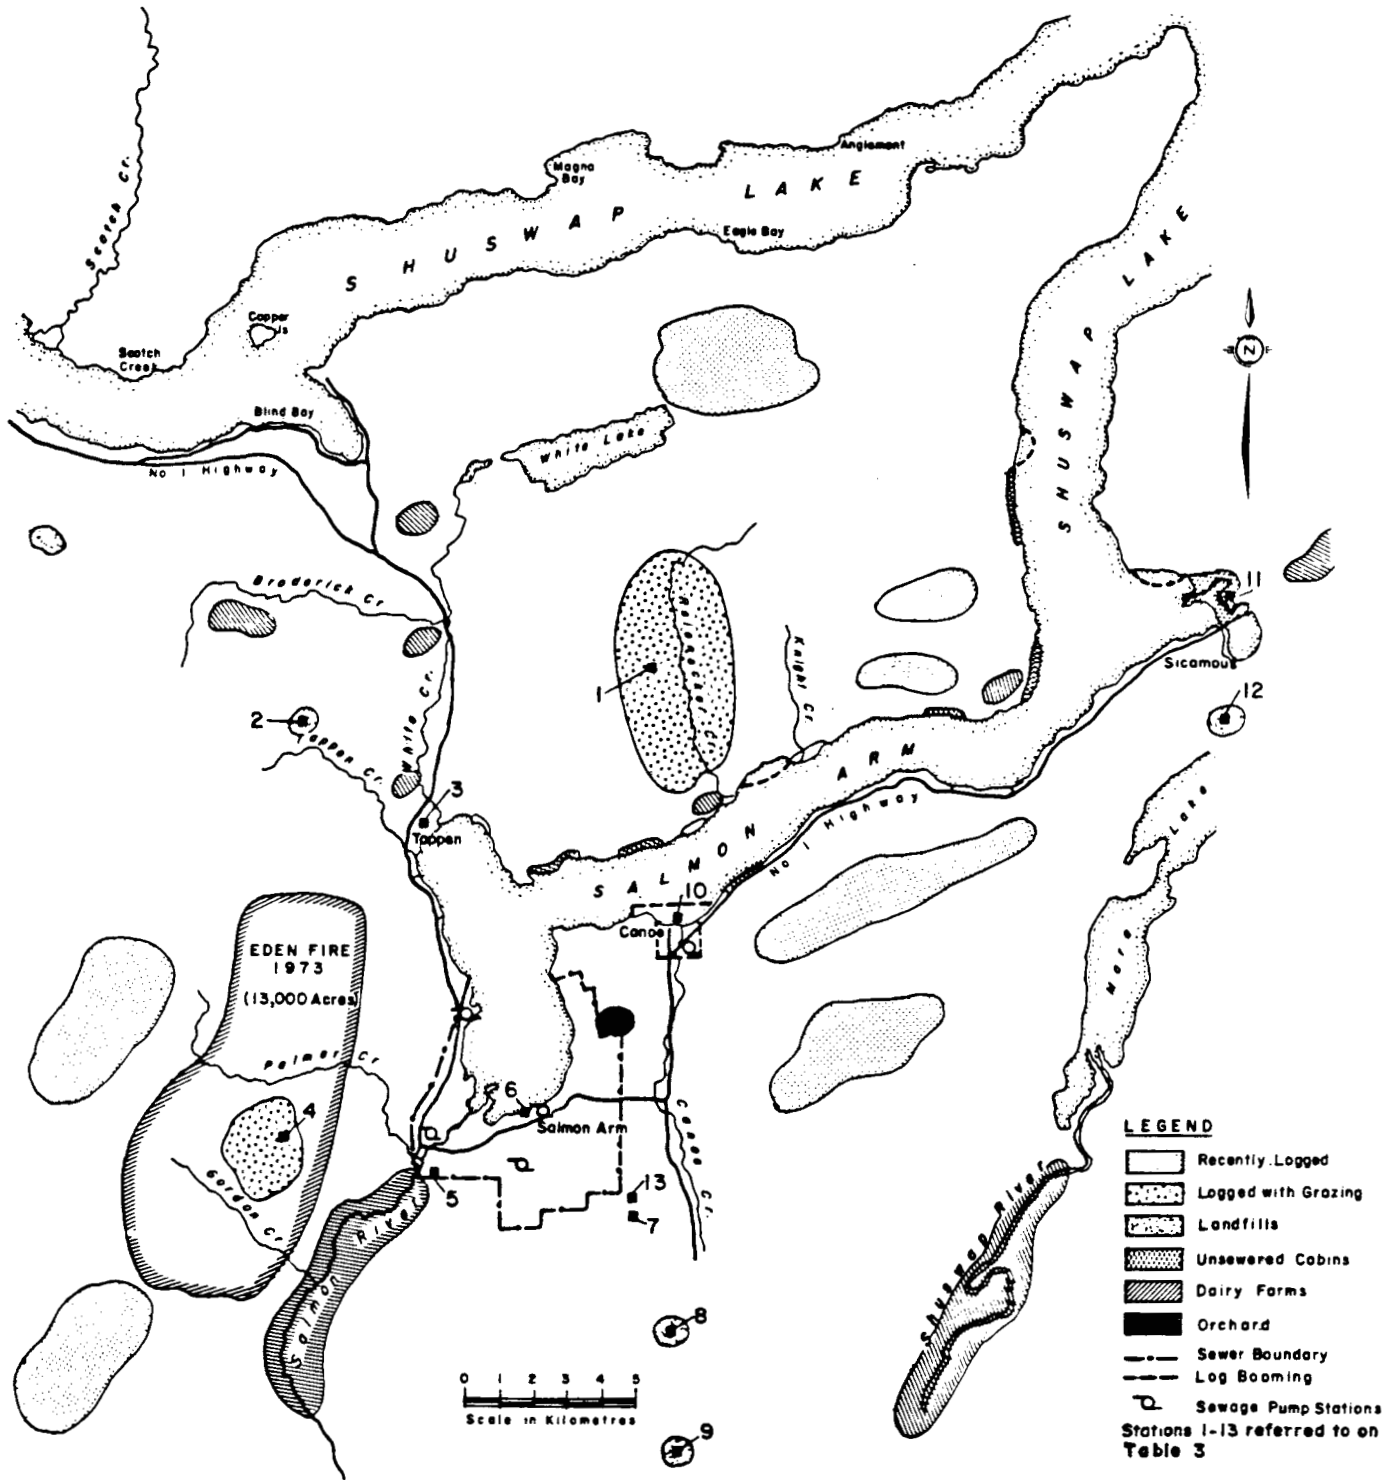 Scotch Cr.
Magna
Bay
Anglemont
SHUSWAP LAKE
Eagle Bay
SHUSWAP LAKE
Copper
Is
Scotch
Creek
Blind Bay
No 1 Highway
White Lake
N
Broderick Cr.
11
Sicamous
12
1
Reinecker Cr.
Knight Cr.
2
Tappen Cr.
White Cr.
3
Tappen
SALMON ARM
No 1 Highway
10
Canoe
Mara Lake
EDEN FIRE
1973
(13,000 Acres)
Palmer Cr
4
Gordon Cr
6
Salmon Arm
Canoe Cr.
5
13
7
Salmon River
Shuswap River
8
9
0 1 2 3 4 5
Scale in Kilometres
LEGEND
Recently Logged
Logged with Grazing
Landfills
Unsewered Cabins
Dairy Farms
Orchard
Sewer Boundary
Log Booming
Sewage Pump Stations
Stations 1-13 referred to on
Table 3